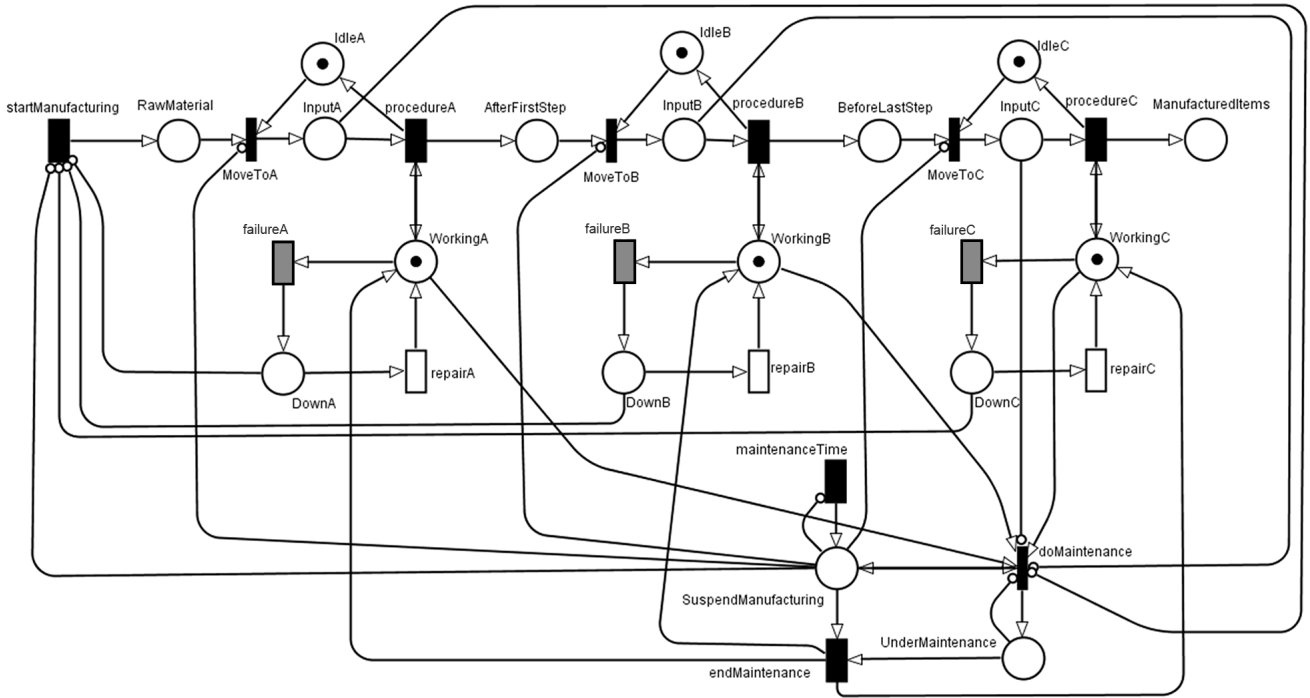 IdleA
IdleB
IdleC
startManufacturing
RawMaterial
InputA
procedureA
AfterFirstStep
InputB
procedureB
BeforeLastStep
InputC
procedureC
ManufacturedItems
MoveToA
MoveToB
MoveToC
failureA
WorkingA
failureB
WorkingB
failureC
WorkingC
repairA
repairB
repairC
DownA
DownB
DownC
maintenanceTime
doMaintenance
SuspendManufacturing
UnderMaintenance
endMaintenance